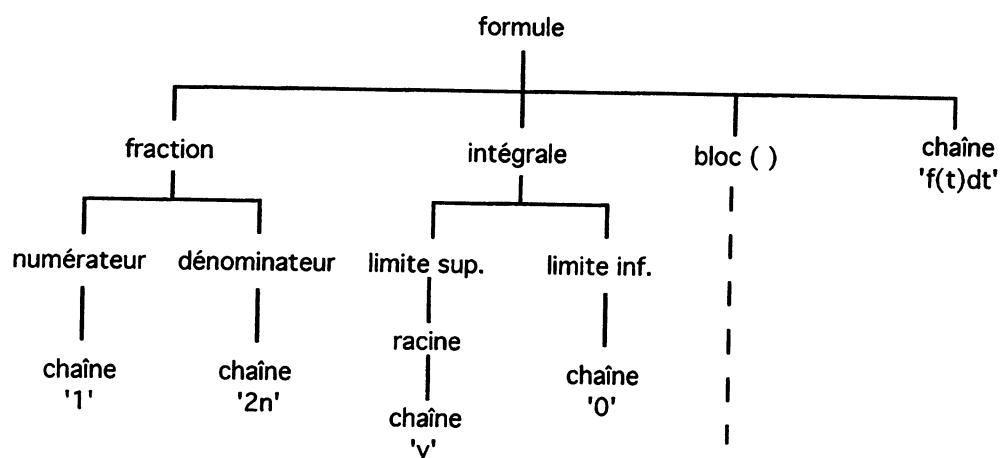 formule
fraction
intégrale
bloc ( )
chaîne
'f(t)dt'
numérateur
dénominateur
limite sup.
limite inf.
racine
chaîne
'1'
chaîne
'2n'
chaîne
'0'
chaîne